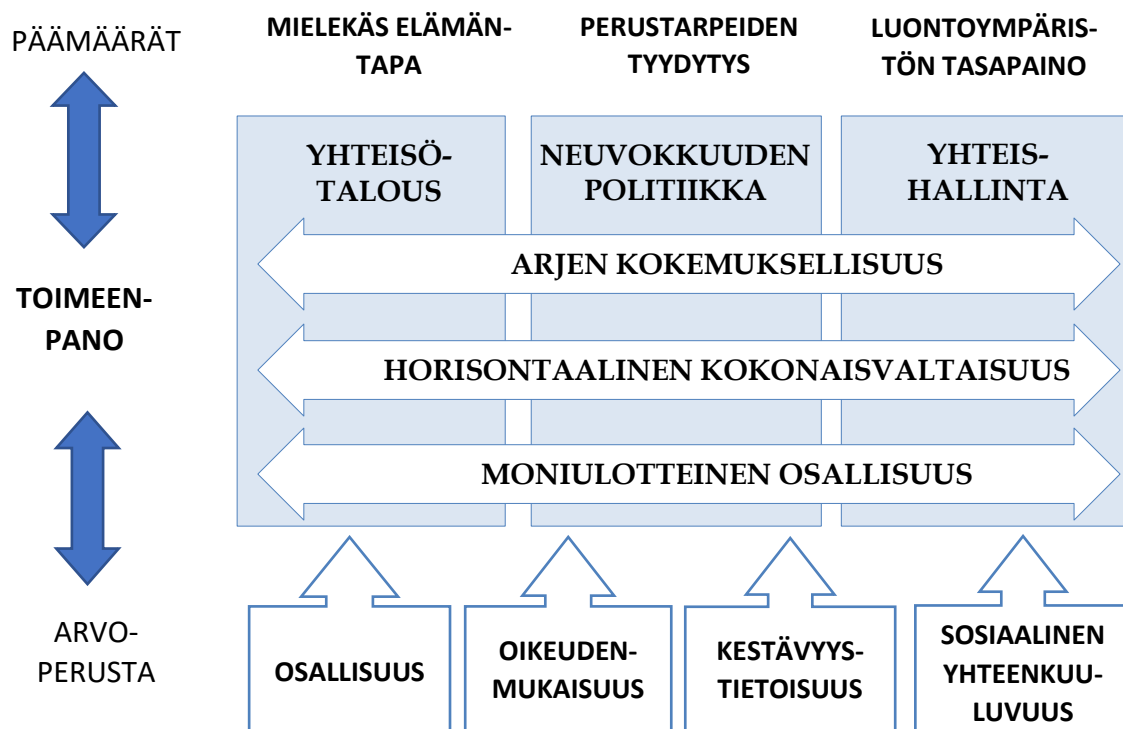 PÄÄMÄÄRÄT
MIELEKÄS ELÄMÄN-
TAPA
PERUSTARPEIDEN
TYYDYTYS
LUONTOYMPÄRIS-
TÖN TASAPAINO
YHTEISÖ-
TALOUS
NEUVOKKUUDEN
POLITIIKKA
YHTEIS-
HALLINTA
ARJEN KOKEMUKSELLISUUS
TOIMEEN-
PANO
HORISONTAALINEN KOKONAISVALTAISUUS
MONIULOTTEINEN OSALLISUUS
ARVO-
PERUSTA
OSALLISUUS
OIKEUDEN-
MUKAISUUS
KESTÄVYYS-
TIETOISUUS
SOSIAALINEN
YHTEENKUU-
LUVUUS